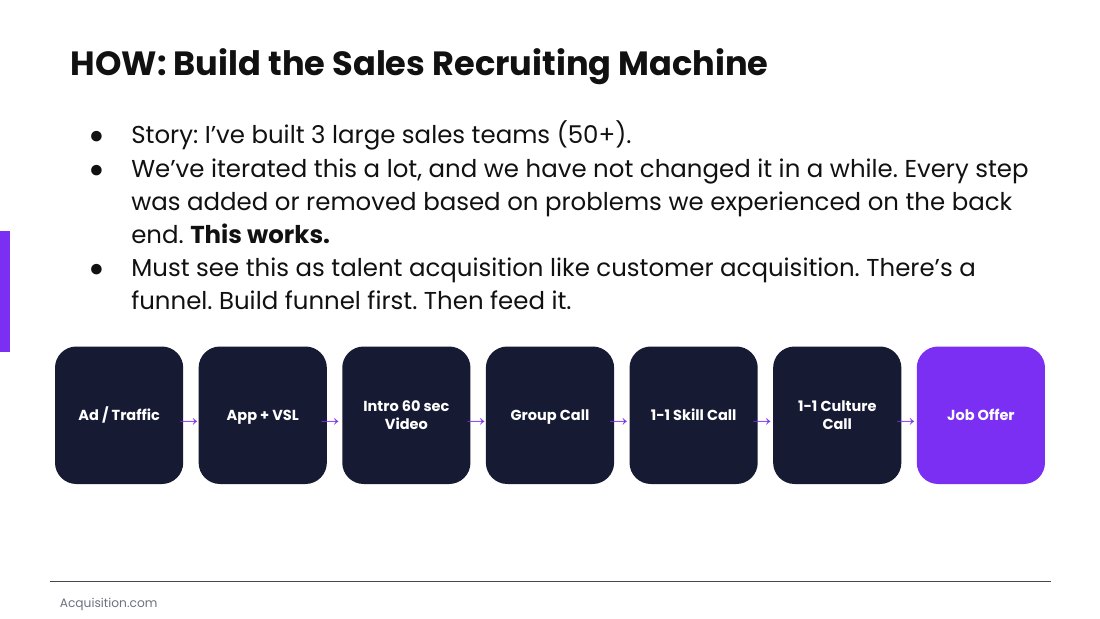 HOW: Build the Sales Recruiting Machine
● Story: I’ve built 3 large sales teams (50+).
● We’ve iterated this a lot, and we have not changed it in a while. Every step
was added or removed based on problems we experienced on the back
end. This works.
● Must see this as talent acquisition like customer acquisition. There’s a
funnel. Build funnel first. Then feed it.
Ad / Traffic
→
App + VSL
→
Intro 60 sec
Video
→
Group Call
→
1-1 Skill Call
→
1-1 Culture
Call
→
Job Offer
Acquisition.com